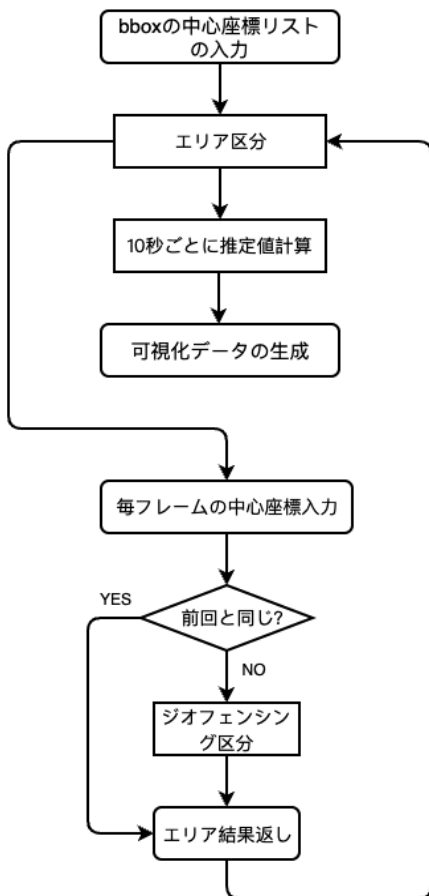 bboxの中心座標リスト
の入力
エリア区分
10秒ごとに推定値計算
可視化データの生成
毎フレームの中心座標入力
YES
前回と同じ?
NO
ジオフェンシン
グ区分
エリア結果返し